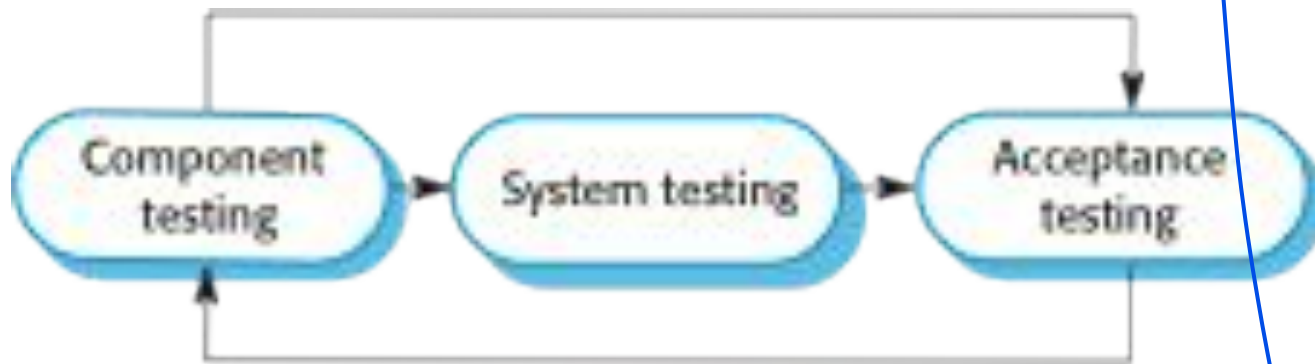 Component
testing
System testing
Acceptance
testing